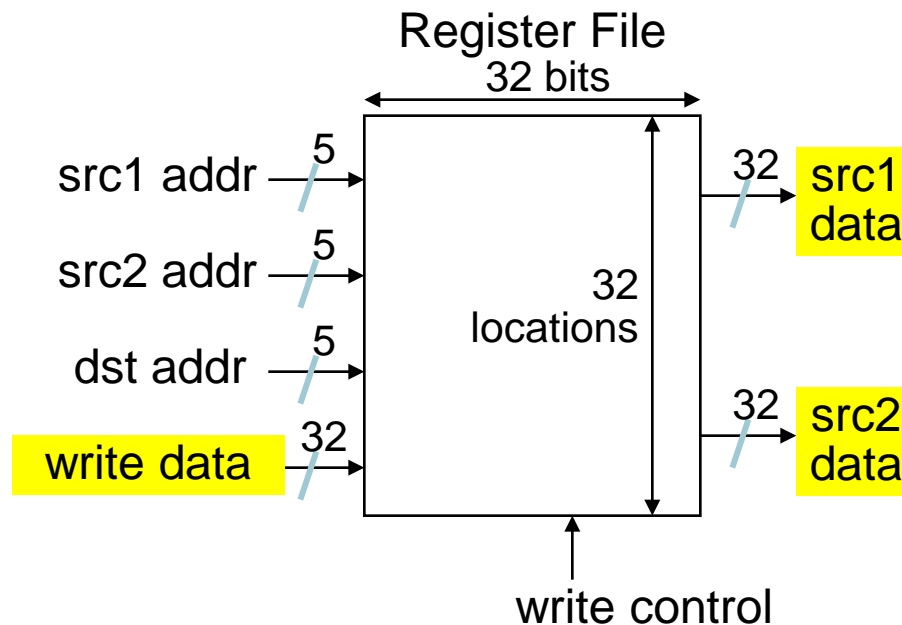 Register File
32 bits
5
src1 addr
32
src1
data
5
src2 addr
32
locations
5
dst addr
32
write data
32
src2
data
write control